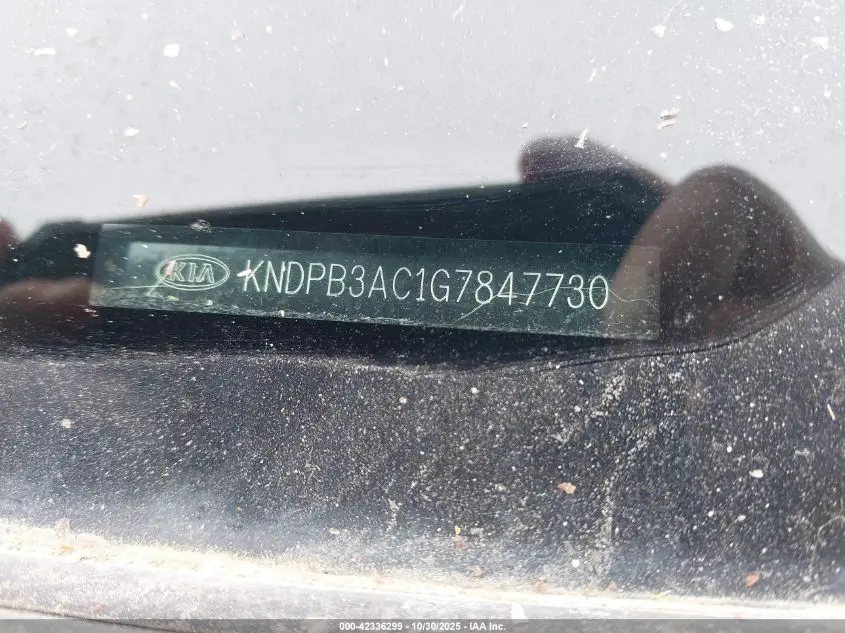 KIA KNDPB3AC1G7847730
000-42336299 - 10/30/2025 - IAA Inc.